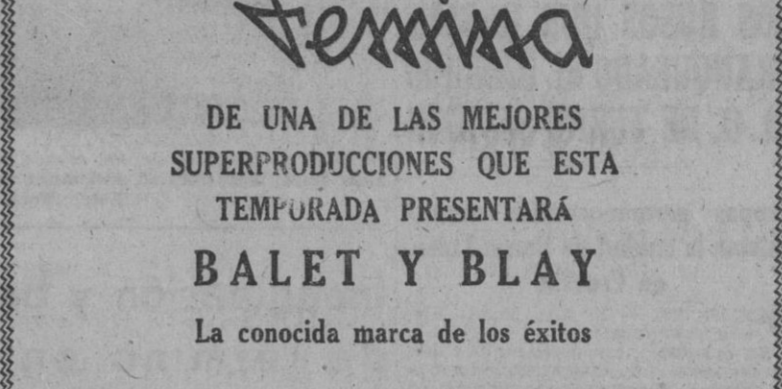 Femina
DE UNA DE LAS MEJORES
SUPERPRODUCCIONES QUE ESTA
TEMPORADA PRESENTARÁ
BALET Y BLAY
La conocida marca de los éxitos